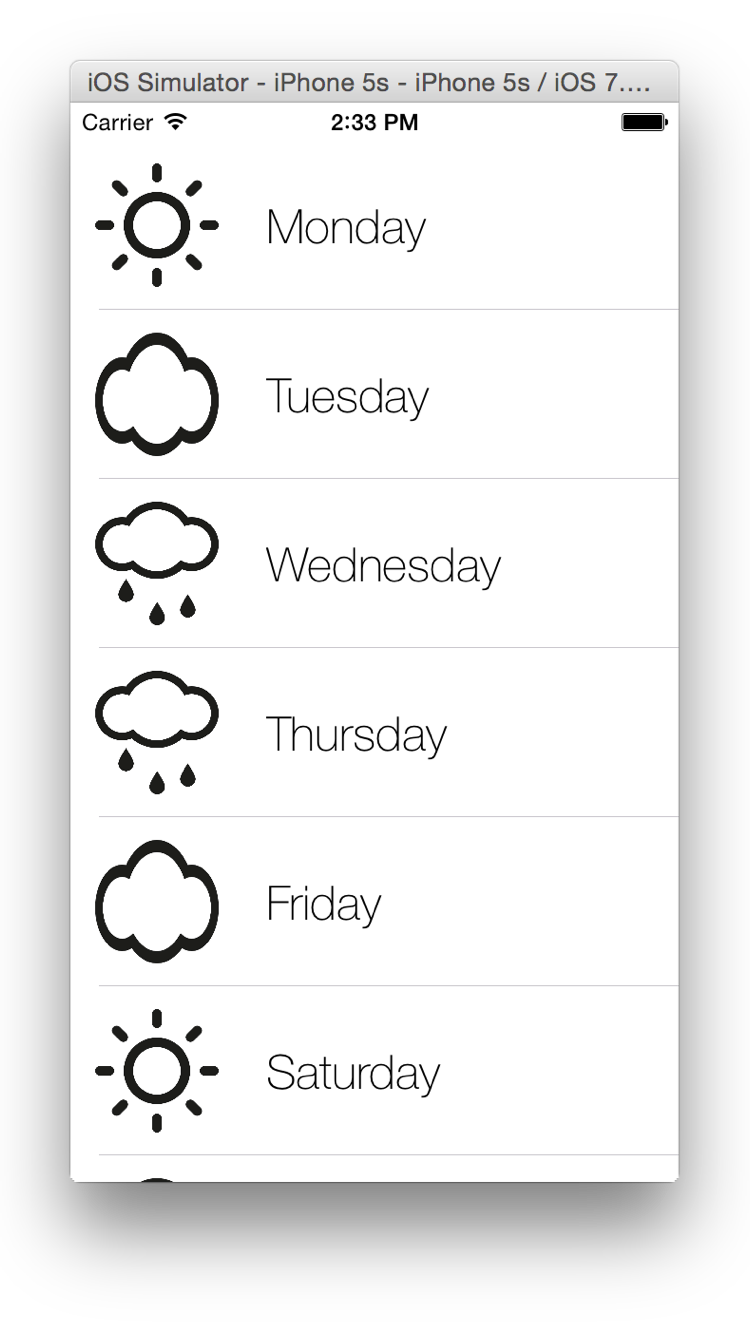 iOS Simulator - iPhone 5s - iPhone 5s / iOS 7....
Carrier 2:33 PM
Monday
Tuesday
Wednesday
Thursday
Friday
Saturday